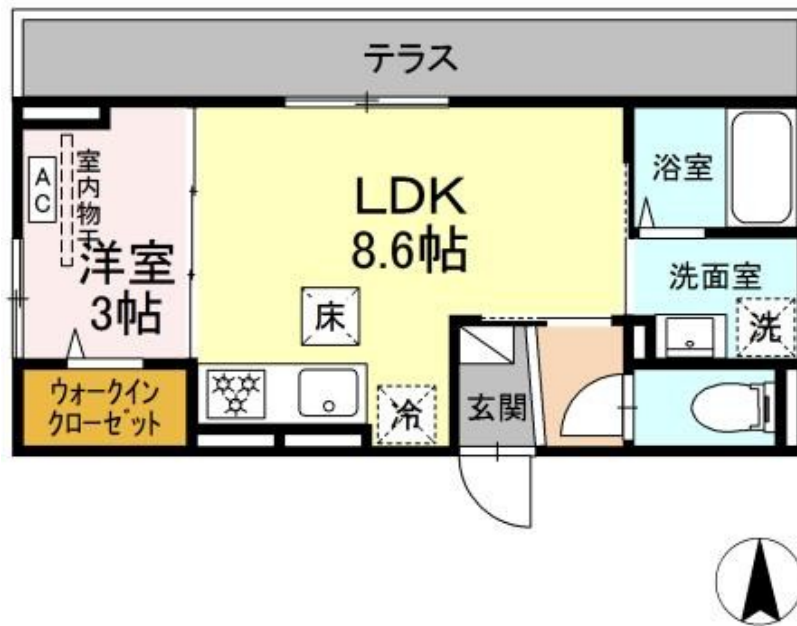 テラス
AC
室内物干
洋室
3帖
LDK
8.6帖
浴室
洗面室
洗
床
冷
玄関
ウォークイン
クローゼット